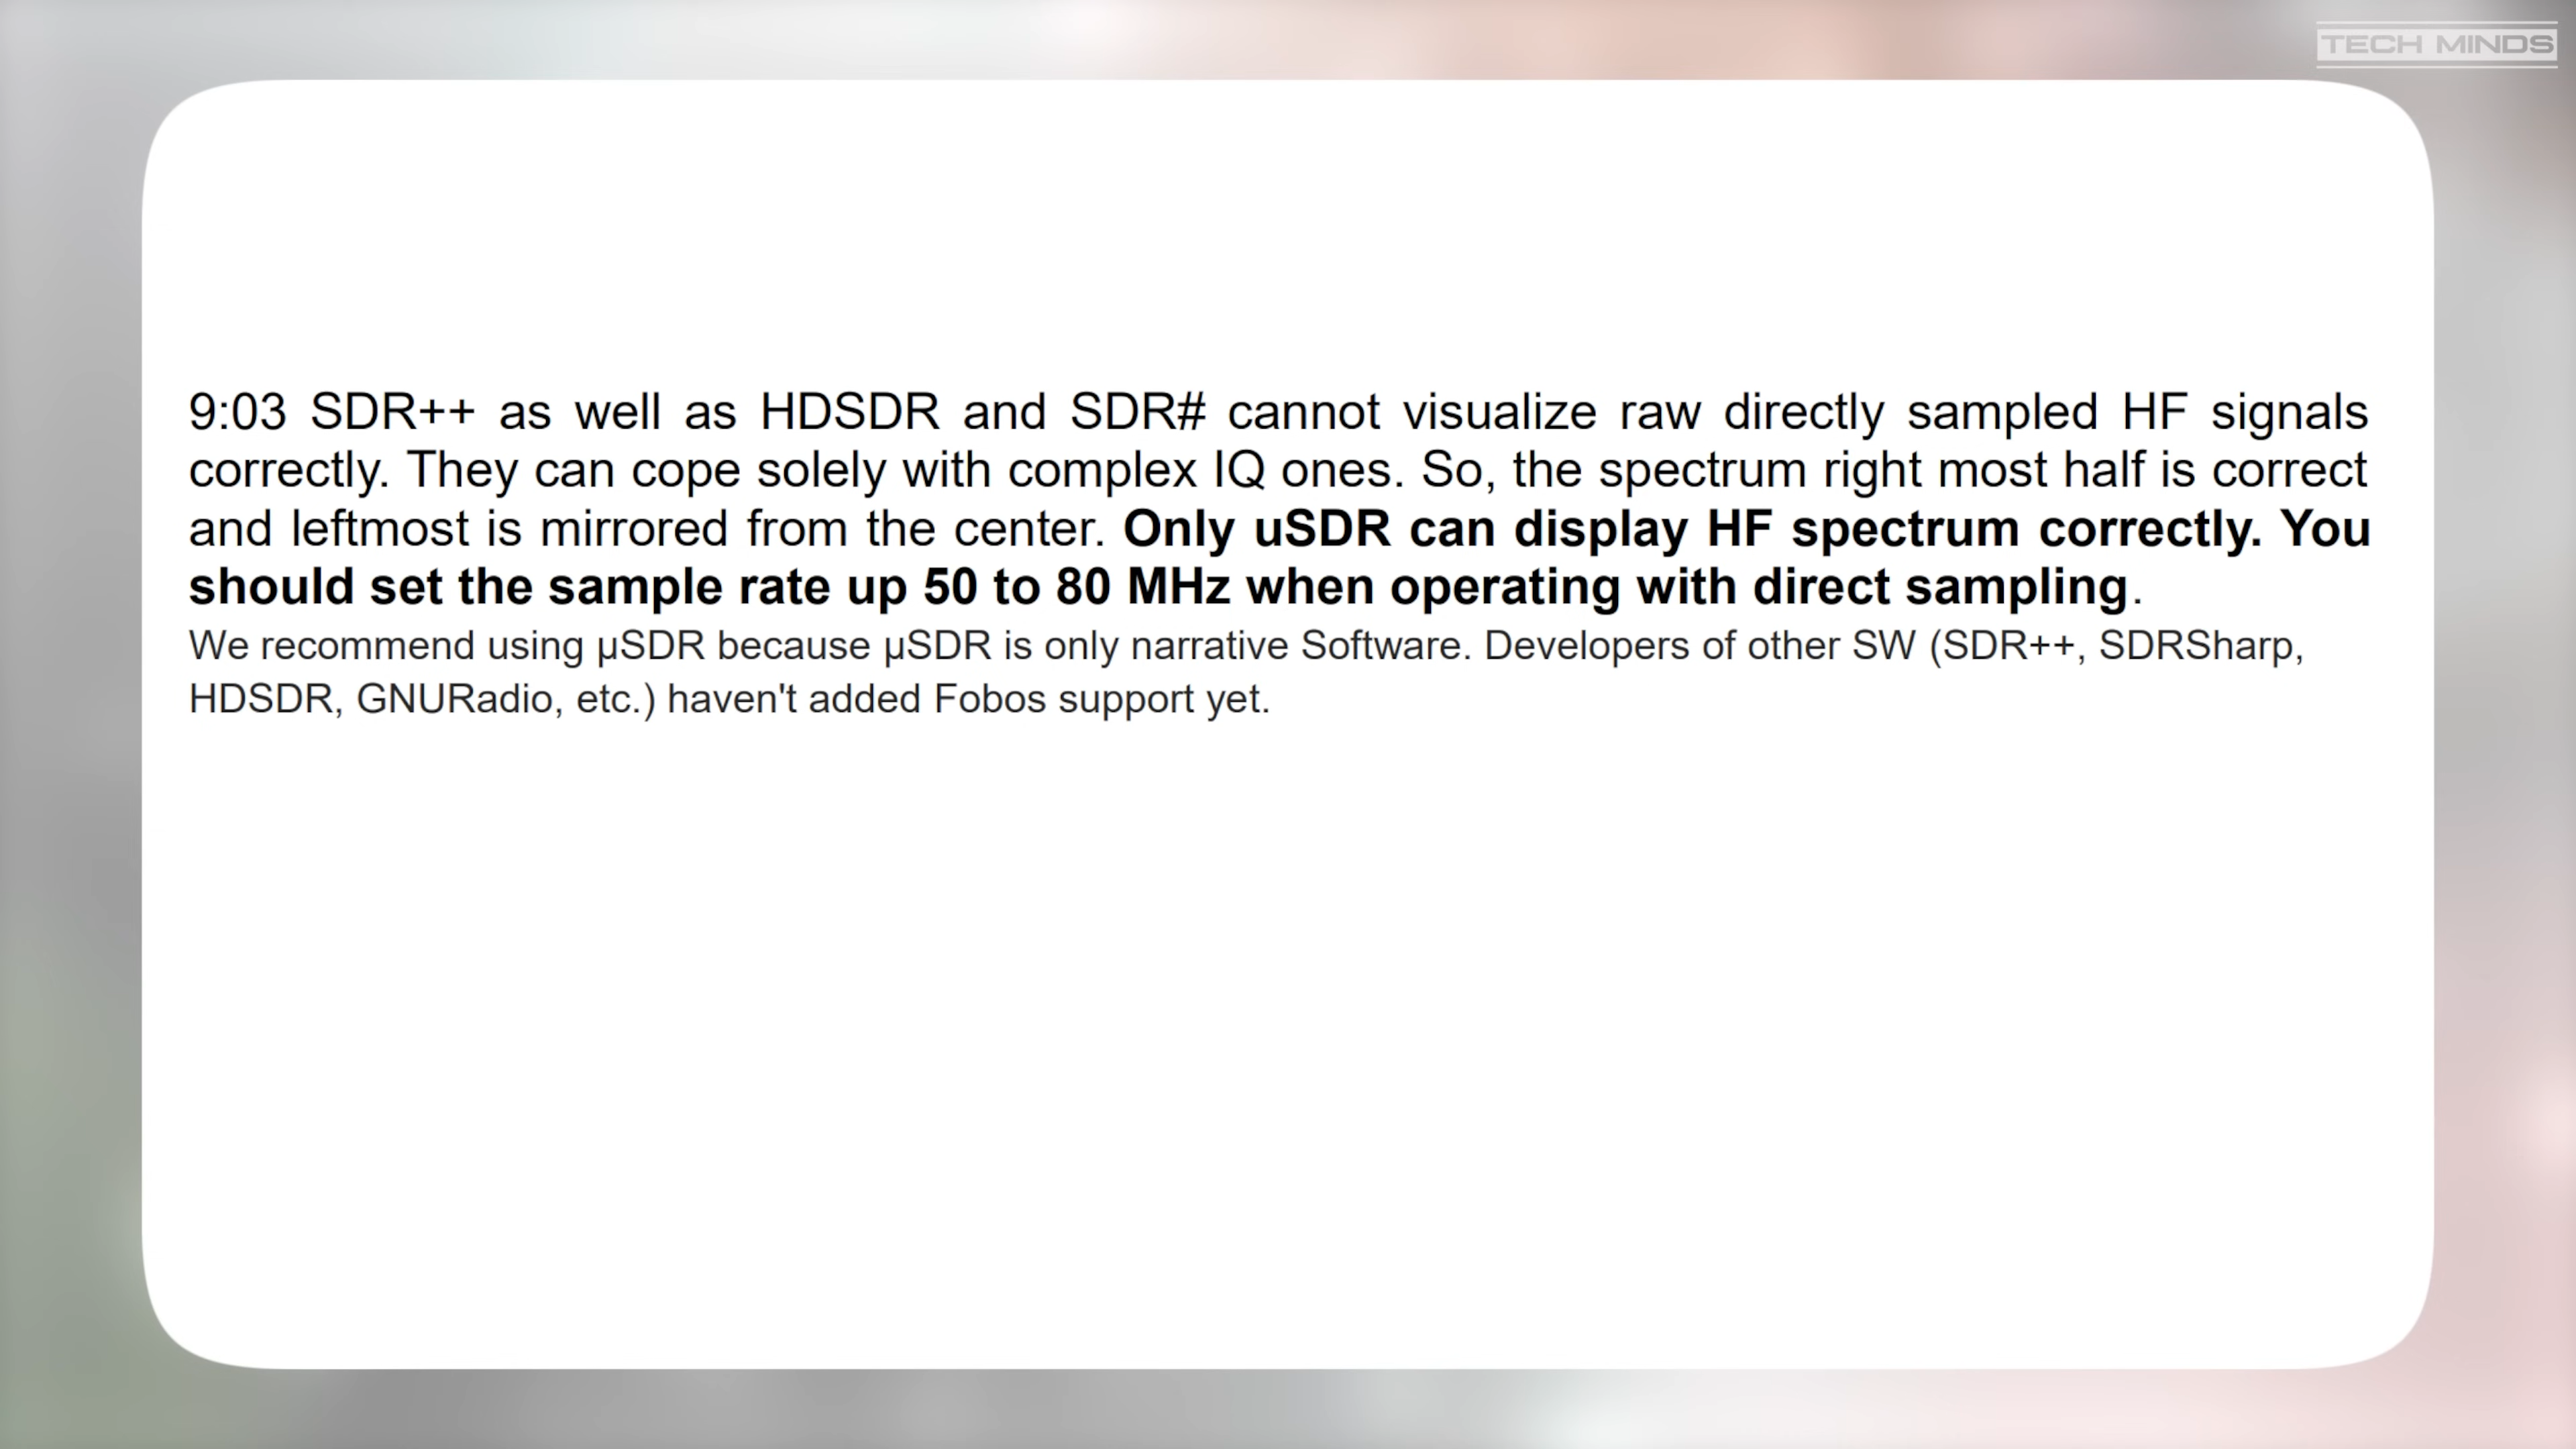 TECH MINDS
9:03 SDR++ as well as HDSDR and SDR# cannot visualize raw directly sampled HF signals
correctly. They can cope solely with complex IQ ones. So, the spectrum right most half is correct
and leftmost is mirrored from the center. Only uSDR can display HF spectrum correctly. You
should set the sample rate up 50 to 80 MHz when operating with direct sampling.
We recommend using µSDR because µSDR is only narrative Software. Developers of other SW (SDR++, SDRSharp,
HDSDR, GNURadio, etc.) haven't added Fobos support yet.